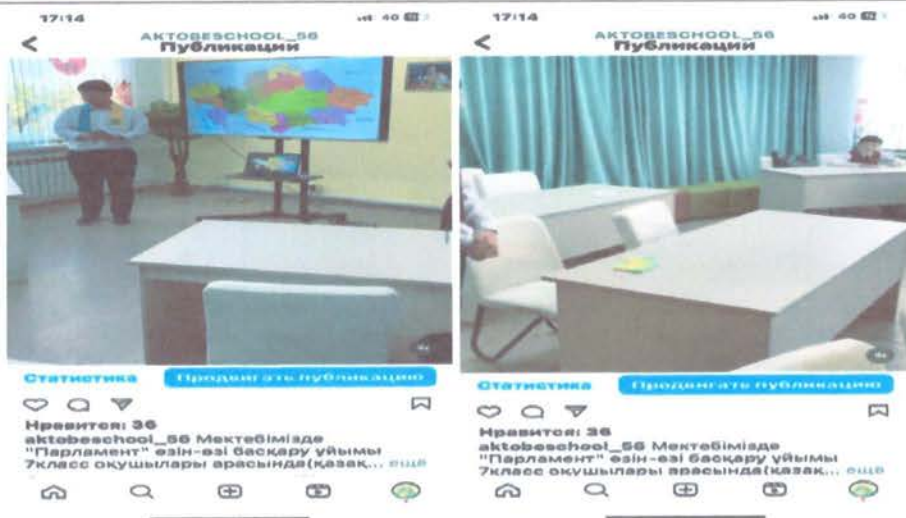 17:14
40
AKTOBESCHOOL_56
Публикации
Статистика
Продвигать публикацию
Нравится: 36
aktobeschool_56 Мектебімізде
"Парламент" өзін-өзі басқару ұйымы
7класс оқушылары арасында(қазақ... ещё
17:14
40
AKTOBESCHOOL_56
Публикации
Статистика
Продвигать публикацию
Нравится: 36
aktobeschool_56 Мектебімізде
"Парламент" өзін-өзі басқару ұйымы
7класс оқушылары арасында(қазақ... ещё